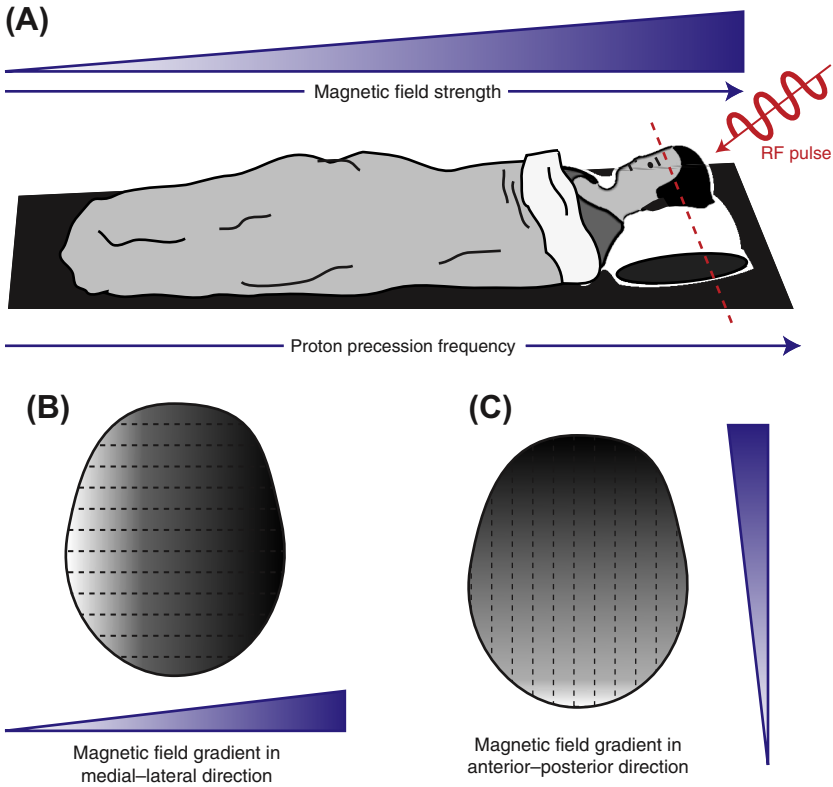 (A)
Magnetic field strength
RF pulse
Proton precession frequency
(B)
(C)
Magnetic field gradient in
medial–lateral direction
Magnetic field gradient in
anterior–posterior direction